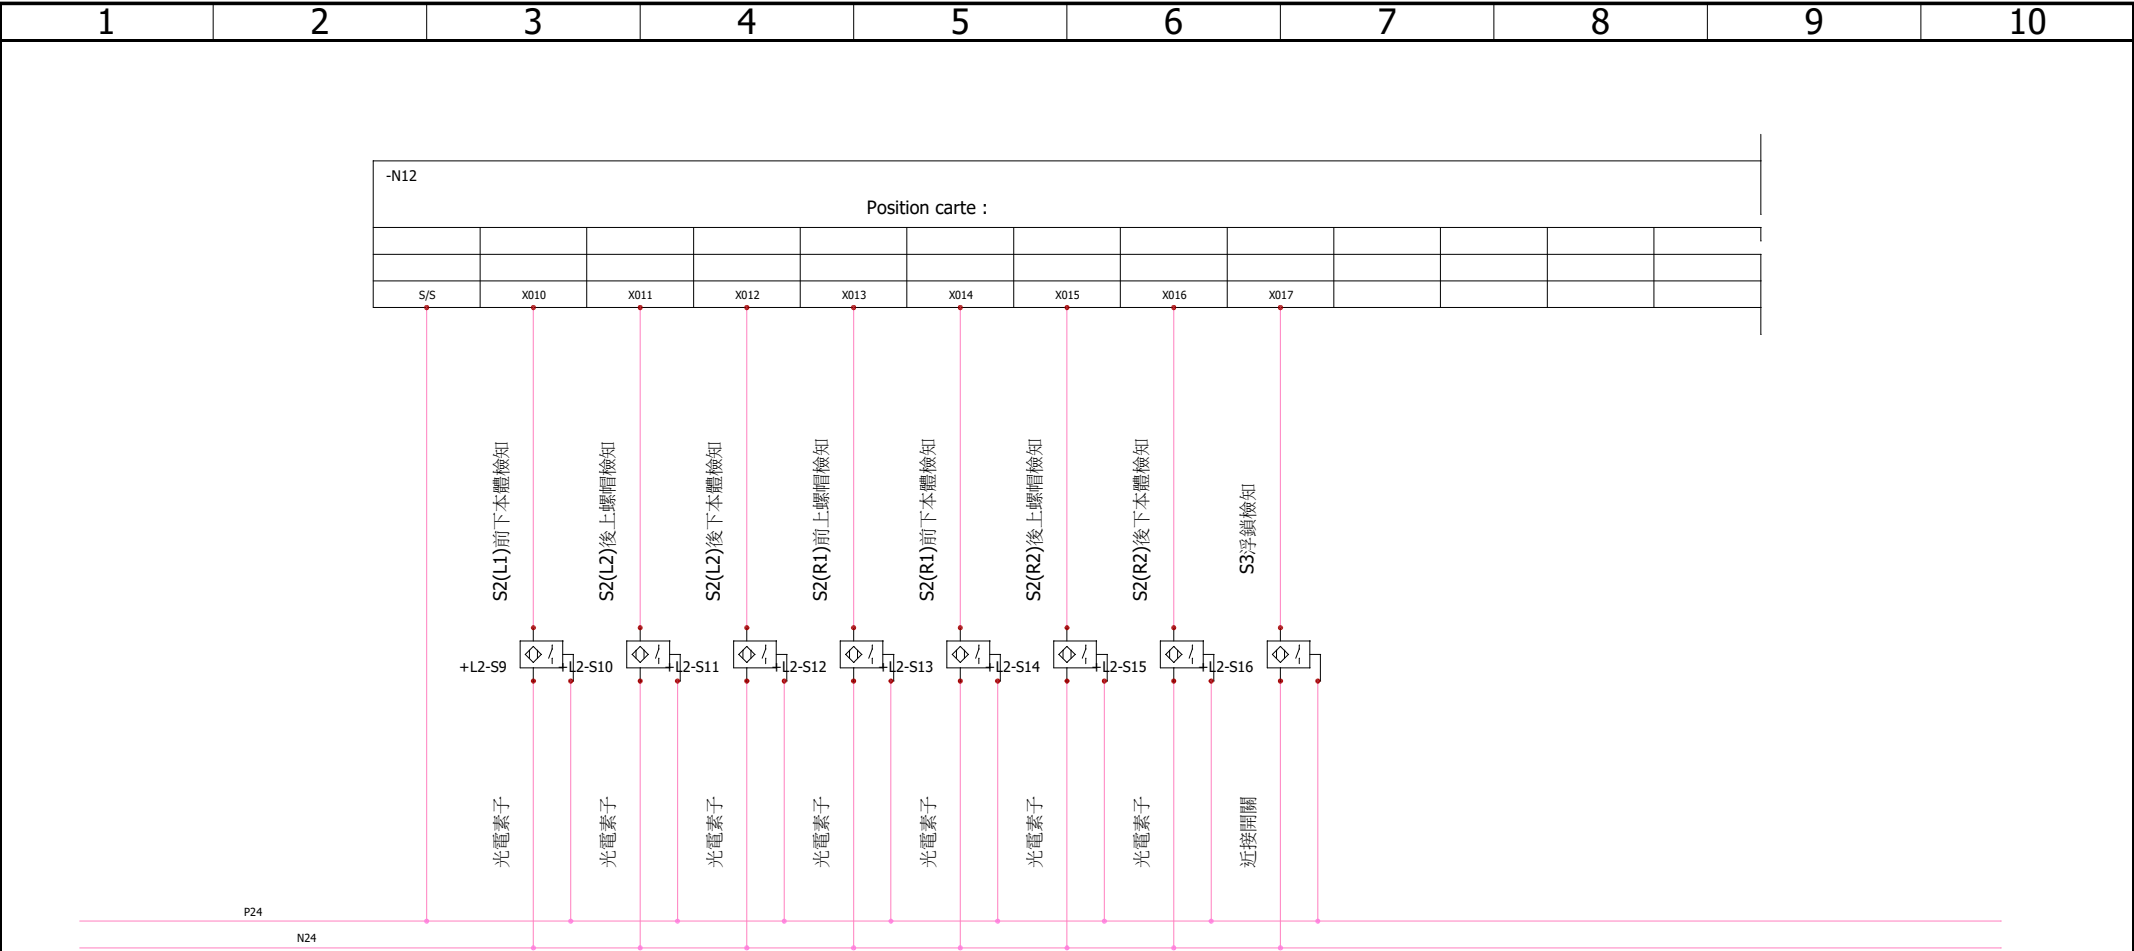 1 2 3 4 5 6 7 8 9 10
-N12
Position carte :
S/S X010 X011 X012 X013 X014 X015 X016 X017
S2(L1)前下本體檢知
S2(L2)後上螺帽檢知
S2(L2)後下本體檢知
S2(R1)前上螺帽檢知
S2(R1)前下本體檢知
S2(R2)後上螺帽檢知
S2(R2)後下本體檢知
S3浮鎖檢知
+L2-S9 +L2-S10 +L2-S11 +L2-S12 +L2-S13 +L2-S14 +L2-S15 +L2-S16
光電素子
光電素子
光電素子
光電素子
光電素子
光電素子
光電素子
近接開關
P24
N24